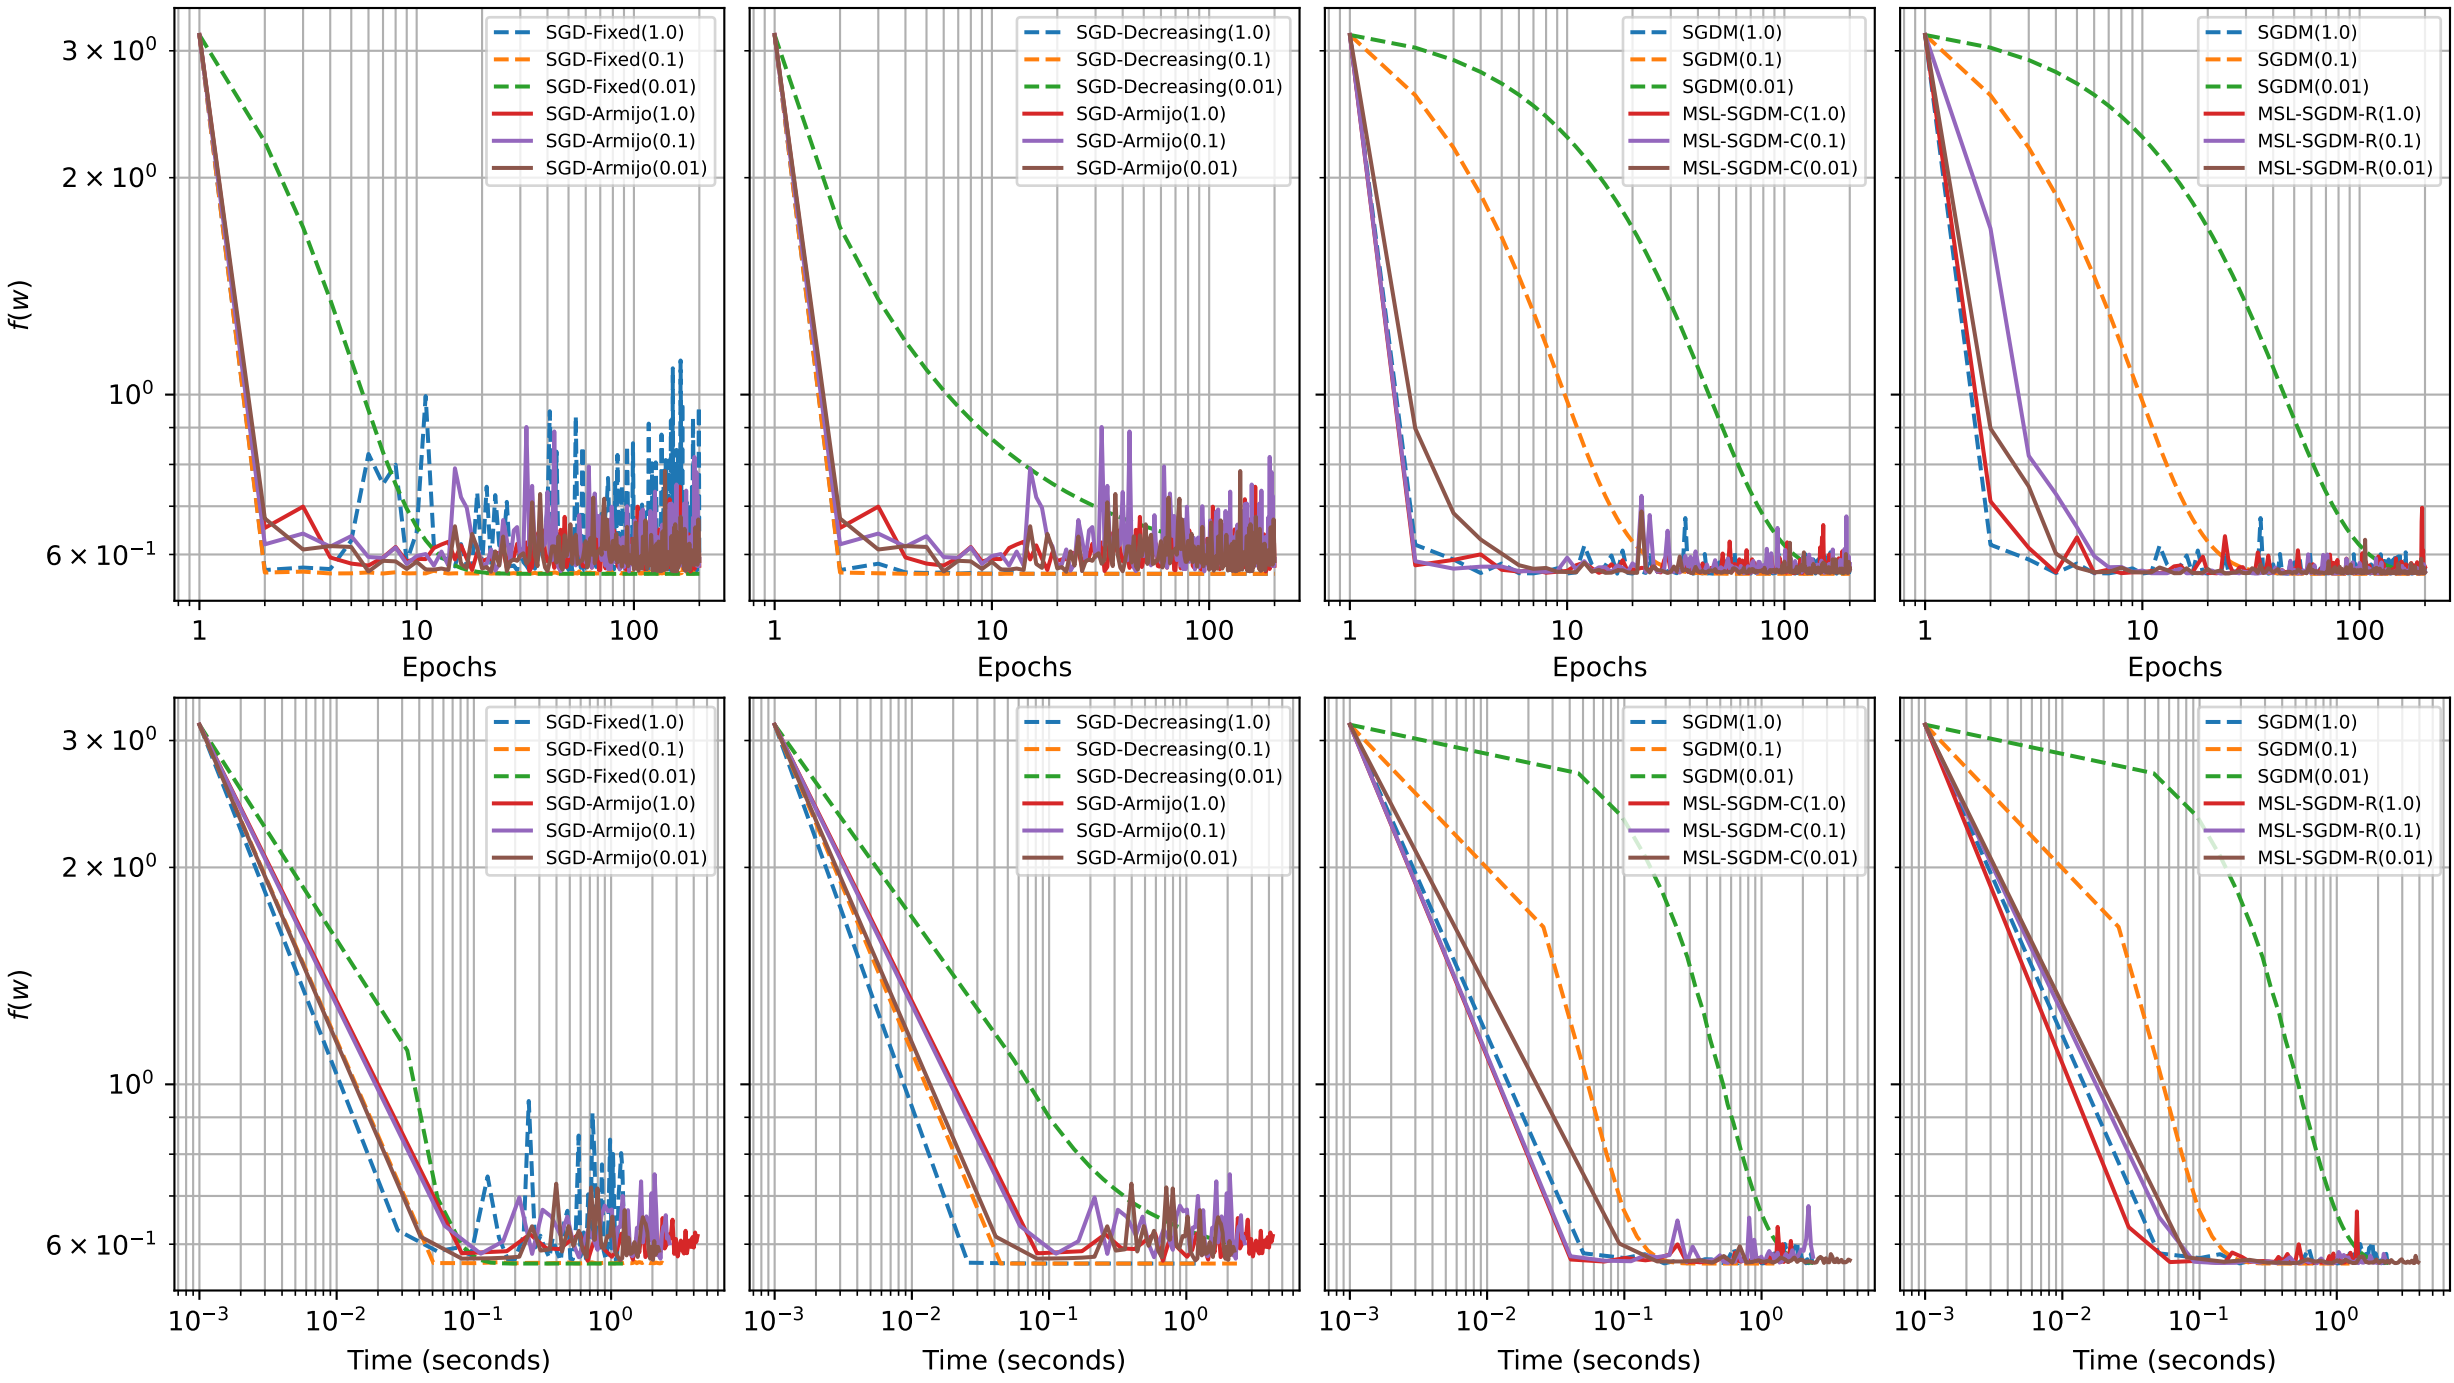 f(w)
3 × 10⁰
2 × 10⁰
10⁰
6 × 10⁻¹
SGD-Fixed(1.0)
SGD-Fixed(0.1)
SGD-Fixed(0.01)
SGD-Armijo(1.0)
SGD-Armijo(0.1)
SGD-Armijo(0.01)
1 10 100
Epochs
SGD-Decreasing(1.0)
SGD-Decreasing(0.1)
SGD-Decreasing(0.01)
SGD-Armijo(1.0)
SGD-Armijo(0.1)
SGD-Armijo(0.01)
1 10 100
Epochs
SGDM(1.0)
SGDM(0.1)
SGDM(0.01)
MSL-SGDM-C(1.0)
MSL-SGDM-C(0.1)
MSL-SGDM-C(0.01)
1 10 100
Epochs
SGDM(1.0)
SGDM(0.1)
SGDM(0.01)
MSL-SGDM-R(1.0)
MSL-SGDM-R(0.1)
MSL-SGDM-R(0.01)
1 10 100
Epochs
f(w)
3 × 10⁰
2 × 10⁰
10⁰
6 × 10⁻¹
SGD-Fixed(1.0)
SGD-Fixed(0.1)
SGD-Fixed(0.01)
SGD-Armijo(1.0)
SGD-Armijo(0.1)
SGD-Armijo(0.01)
10⁻³ 10⁻² 10⁻¹ 10⁰
Time (seconds)
SGD-Decreasing(1.0)
SGD-Decreasing(0.1)
SGD-Decreasing(0.01)
SGD-Armijo(1.0)
SGD-Armijo(0.1)
SGD-Armijo(0.01)
10⁻³ 10⁻² 10⁻¹ 10⁰
Time (seconds)
SGDM(1.0)
SGDM(0.1)
SGDM(0.01)
MSL-SGDM-C(1.0)
MSL-SGDM-C(0.1)
MSL-SGDM-C(0.01)
10⁻³ 10⁻² 10⁻¹ 10⁰
Time (seconds)
SGDM(1.0)
SGDM(0.1)
SGDM(0.01)
MSL-SGDM-R(1.0)
MSL-SGDM-R(0.1)
MSL-SGDM-R(0.01)
10⁻³ 10⁻² 10⁻¹ 10⁰
Time (seconds)